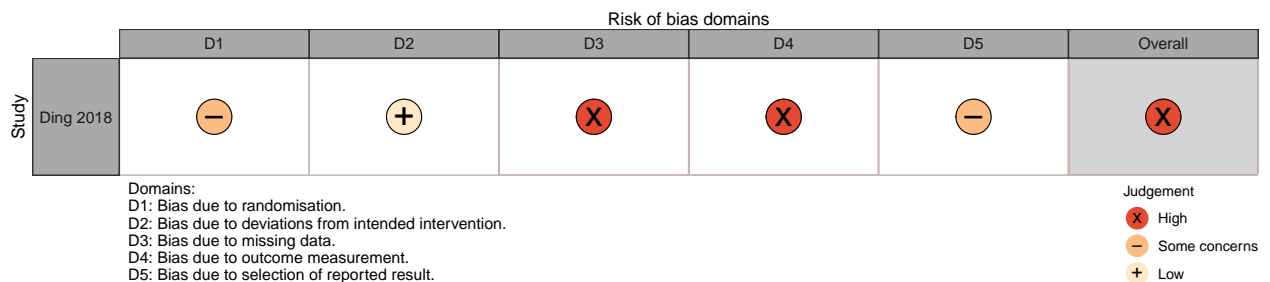 Risk of bias domains
D1 D2 D3 D4 D5 Overall
Study
Ding 2018 − + X X − X
Domains:
D1: Bias due to randomisation.
D2: Bias due to deviations from intended intervention.
D3: Bias due to missing data.
D4: Bias due to outcome measurement.
D5: Bias due to selection of reported result.
Judgement
X High
− Some concerns
+ Low